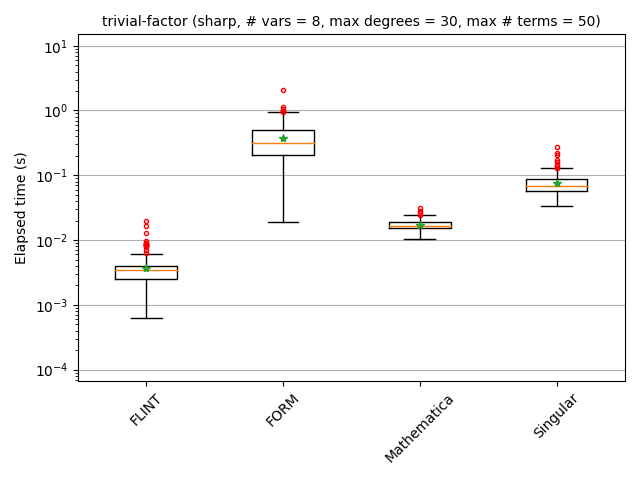 trivial-factor (sharp, # vars = 8, max degrees = 30, max # terms = 50)
Elapsed time (s)
10¹
10⁰
10⁻¹
10⁻²
10⁻³
10⁻⁴
FLINT
FORM
Mathematica
Singular